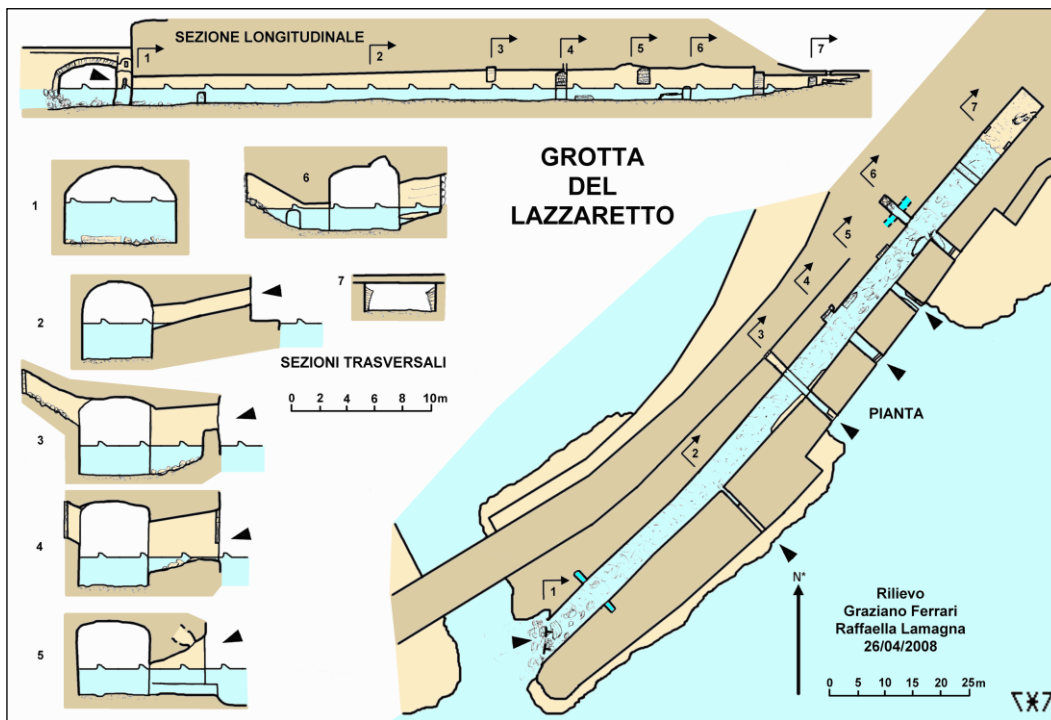 SEZIONE LONGITUDINALE
1 2 3 4 5 6 7
GROTTA
DEL
LAZZARETTO
1
6
2
7
SEZIONI TRASVERSALI
0 2 4 6 8 10m
3
4
5
7
6
5
4
3
2
1
PIANTA
N*
Rilievo
Graziano Ferrari
Raffaella Lamagna
26/04/2008
0 5 10 15 20 25m